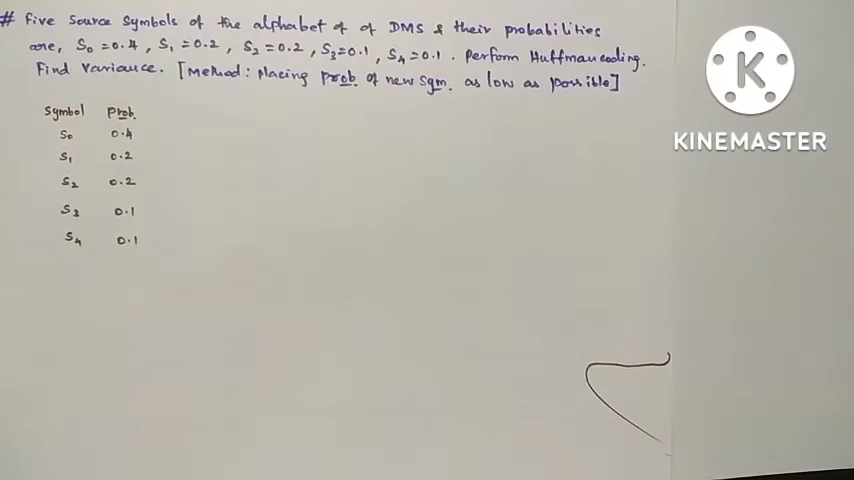 # Five Source Symbols of the alphabet of of DMS & their probabilities
are, S₀ = 0.4, S₁ = 0.2, S₂ = 0.2, S₃ = 0.1, S₄ = 0.1. Perform Huffman coding.
Find Variance. [Method: Placing prob. of new sym. as low as possible]
Symbol Prob.
S₀ 0.4
S₁ 0.2
S₂ 0.2
S₃ 0.1
S₄ 0.1
K
KINEMASTER